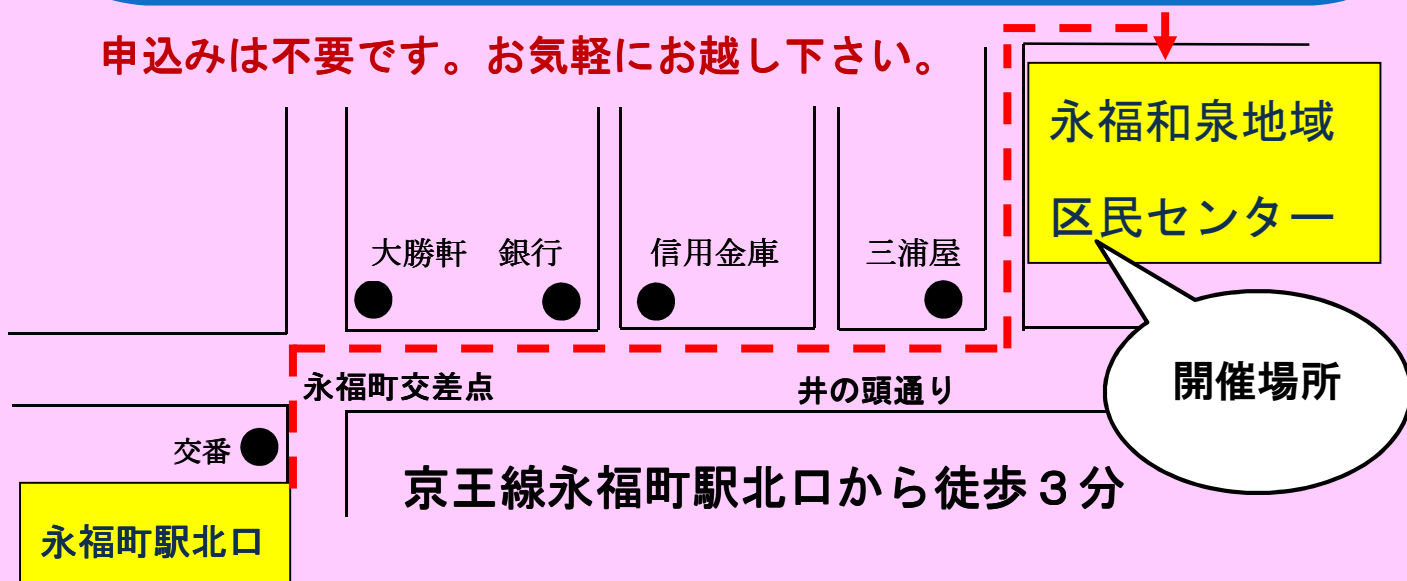 申込みは不要です。お気軽にお越し下さい。
永福和泉地域
区民センター
大勝軒 銀行 信用金庫 三浦屋
永福町交差点 井の頭通り
開催場所
交番
京王線永福町駅北口から徒歩３分
永福町駅北口